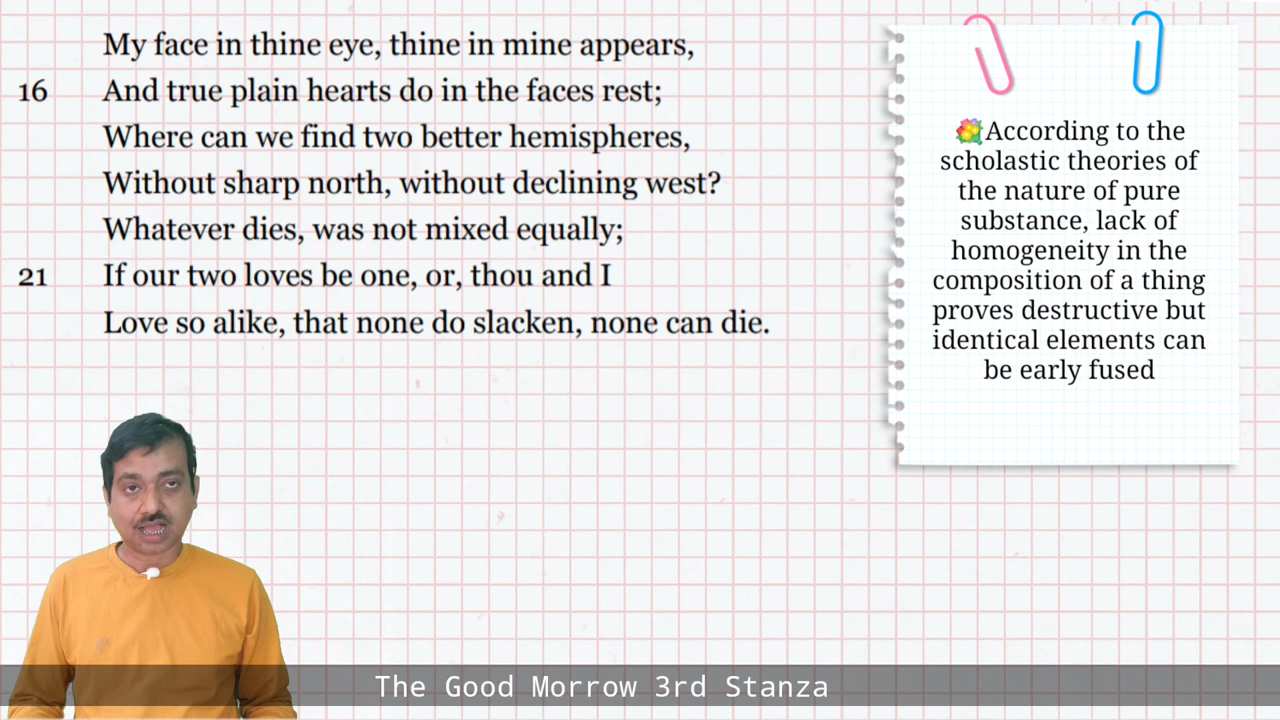 My face in thine eye, thine in mine appears,
16 And true plain hearts do in the faces rest;
Where can we find two better hemispheres,
Without sharp north, without declining west?
Whatever dies, was not mixed equally;
21 If our two loves be one, or, thou and I
Love so alike, that none do slacken, none can die.
💐According to the
scholastic theories of
the nature of pure
substance, lack of
homogeneity in the
composition of a thing
proves destructive but
identical elements can
be early fused
The Good Morrow 3rd Stanza